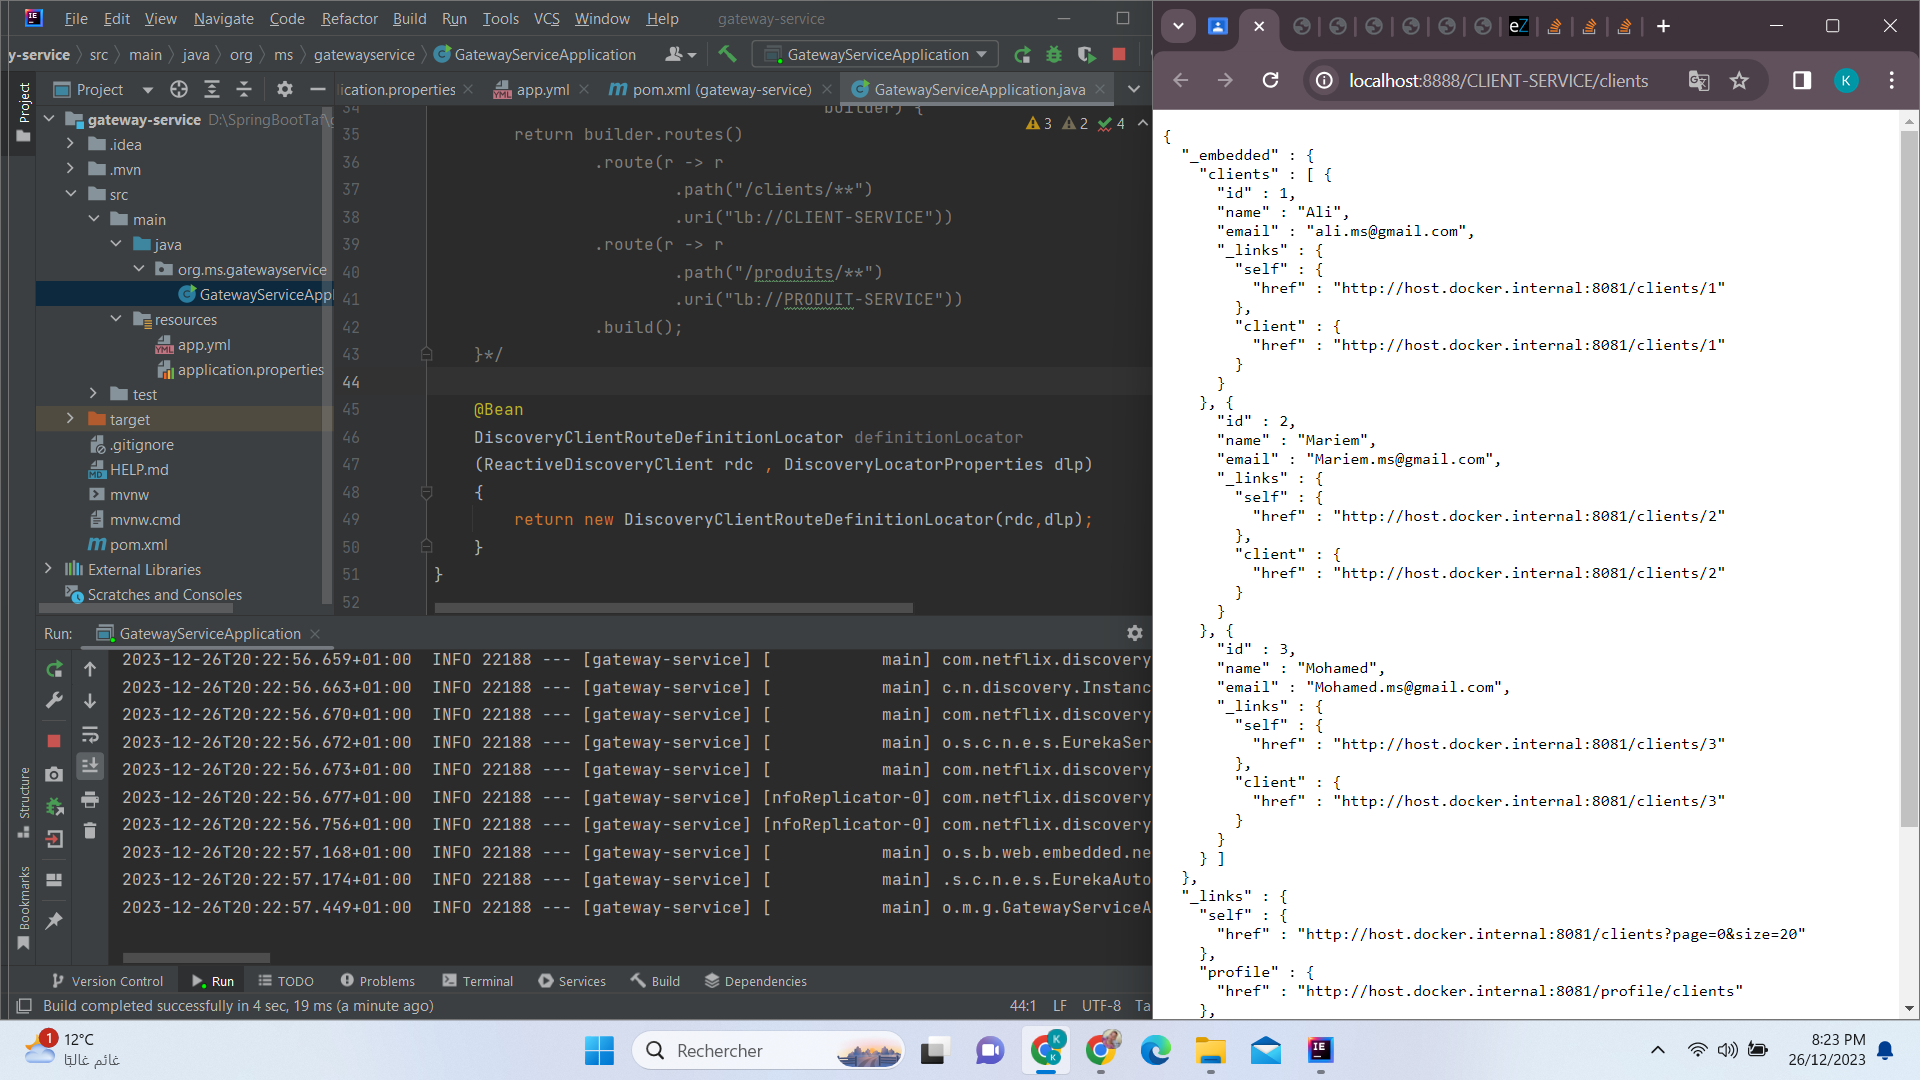 File Edit View Navigate Code Refactor Build Run Tools VCS Window Help gateway-service
y-service src main java org ms gatewayservice GatewayServiceApplication GatewayServiceApplication
Project
Project
ication.properties app.yml pom.xml (gateway-service) GatewayServiceApplication.java
gateway-service D:\SpringBootTaf\g
.idea
.mvn
src
main
java
org.ms.gatewayservice
GatewayServiceAppl
resources
app.yml
application.properties
test
target
.gitignore
HELP.md
mvnw
mvnw.cmd
pom.xml
External Libraries
Scratches and Consoles
3 2 4
34 builder) {
35 return builder.routes()
36 .route(r -> r
37 .path("/clients/**")
38 .uri("lb://CLIENT-SERVICE"))
39 .route(r -> r
40 .path("/produits/**")
41 .uri("lb://PRODUIT-SERVICE"))
42 .build();
43 }*/
44
45 @Bean
46 DiscoveryClientRouteDefinitionLocator definitionLocator
47 (ReactiveDiscoveryClient rdc , DiscoveryLocatorProperties dlp)
48 {
49 return new DiscoveryClientRouteDefinitionLocator(rdc,dlp);
50 }
51 }
52
Run: GatewayServiceApplication
2023-12-26T20:22:56.659+01:00 INFO 22188 --- [gateway-service] [ main] com.netflix.discovery
2023-12-26T20:22:56.663+01:00 INFO 22188 --- [gateway-service] [ main] c.n.discovery.Instanc
2023-12-26T20:22:56.670+01:00 INFO 22188 --- [gateway-service] [ main] com.netflix.discovery
2023-12-26T20:22:56.672+01:00 INFO 22188 --- [gateway-service] [ main] o.s.c.n.e.s.EurekaSer
2023-12-26T20:22:56.673+01:00 INFO 22188 --- [gateway-service] [ main] com.netflix.discovery
2023-12-26T20:22:56.677+01:00 INFO 22188 --- [gateway-service] [nfoReplicator-0] com.netflix.discovery
2023-12-26T20:22:56.756+01:00 INFO 22188 --- [gateway-service] [nfoReplicator-0] com.netflix.discovery
2023-12-26T20:22:57.168+01:00 INFO 22188 --- [gateway-service] [ main] o.s.b.web.embedded.ne
2023-12-26T20:22:57.174+01:00 INFO 22188 --- [gateway-service] [ main] .s.c.n.e.s.EurekaAuto
2023-12-26T20:22:57.449+01:00 INFO 22188 --- [gateway-service] [ main] o.m.g.GatewayServiceA
Structure
Bookmarks
Version Control Run TODO Problems Terminal Services Build Dependencies
Build completed successfully in 4 sec, 19 ms (a minute ago) 44:1 LF UTF-8 Ta
eZ
localhost:8888/CLIENT-SERVICE/clients K
{
"_embedded" : {
"clients" : [ {
"id" : 1,
"name" : "Ali",
"email" : "ali.ms@gmail.com",
"_links" : {
"self" : {
"href" : "http://host.docker.internal:8081/clients/1"
},
"client" : {
"href" : "http://host.docker.internal:8081/clients/1"
}
}
}, {
"id" : 2,
"name" : "Mariem",
"email" : "Mariem.ms@gmail.com",
"_links" : {
"self" : {
"href" : "http://host.docker.internal:8081/clients/2"
},
"client" : {
"href" : "http://host.docker.internal:8081/clients/2"
}
}
}, {
"id" : 3,
"name" : "Mohamed",
"email" : "Mohamed.ms@gmail.com",
"_links" : {
"self" : {
"href" : "http://host.docker.internal:8081/clients/3"
},
"client" : {
"href" : "http://host.docker.internal:8081/clients/3"
}
}
} ]
},
"_links" : {
"self" : {
"href" : "http://host.docker.internal:8081/clients?page=0&size=20"
},
"profile" : {
"href" : "http://host.docker.internal:8081/profile/clients"
},
1 12°C
غائم غالبًا
Rechercher
8:23 PM
26/12/2023